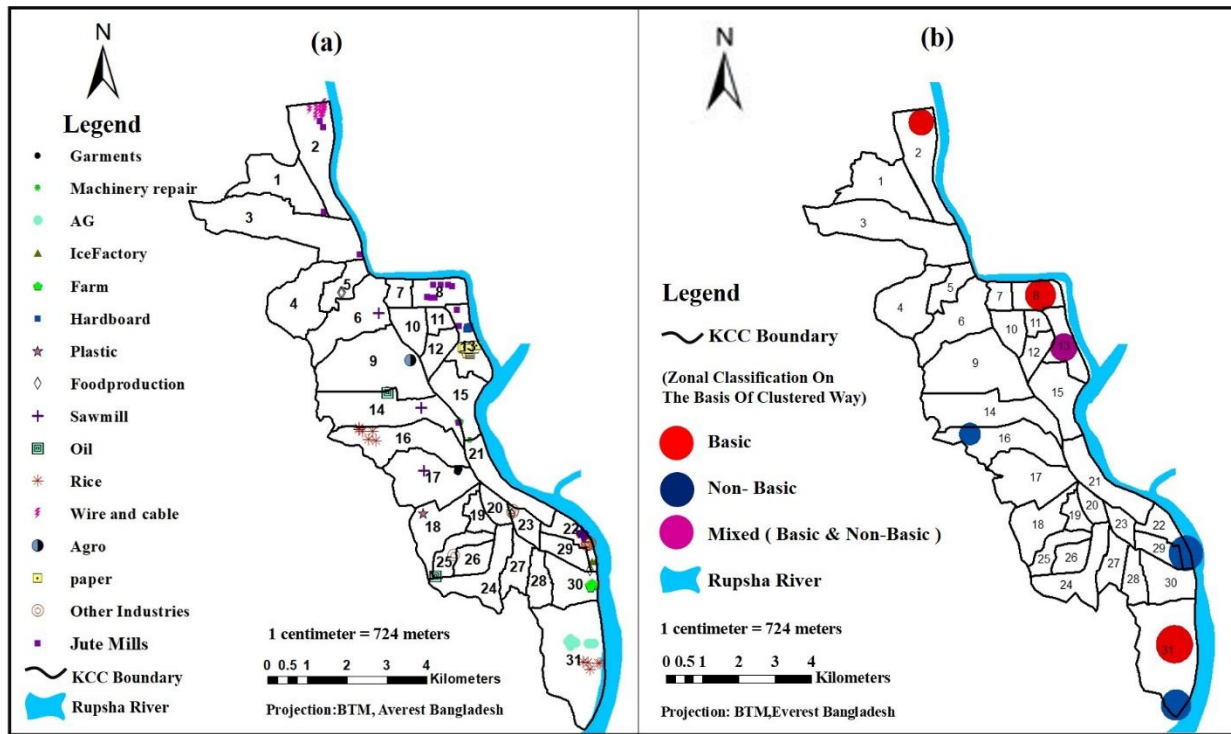 (a)
N
Legend
Garments
Machinery repair
AG
IceFactory
Farm
Hardboard
Plastic
Foodproduction
Sawmill
Oil
Rice
Wire and cable
Agro
paper
Other Industries
Jute Mills
KCC Boundary
Rupsha River
2
1
3
5
4
7
8
6
11
10
12
13
9
15
14
16
21
17
20
19
18
23
22
29
25
26
27
28
30
24
31
1 centimeter = 724 meters
0 0.5 1 2 3 4
Kilometers
Projection:BTM, Averest Bangladesh
(b)
N
Legend
KCC Boundary
(Zonal Classification On
The Basis Of Clustered Way)
Basic
Non- Basic
Mixed ( Basic & Non-Basic )
Rupsha River
2
1
3
5
4
7
8
6
11
10
12
13
9
15
14
16
21
17
20
19
18
23
22
29
25
26
27
28
30
24
31
1 centimeter = 724 meters
0 0.5 1 2 3 4
Kilometers
Projection: BTM,Everest Bangladesh